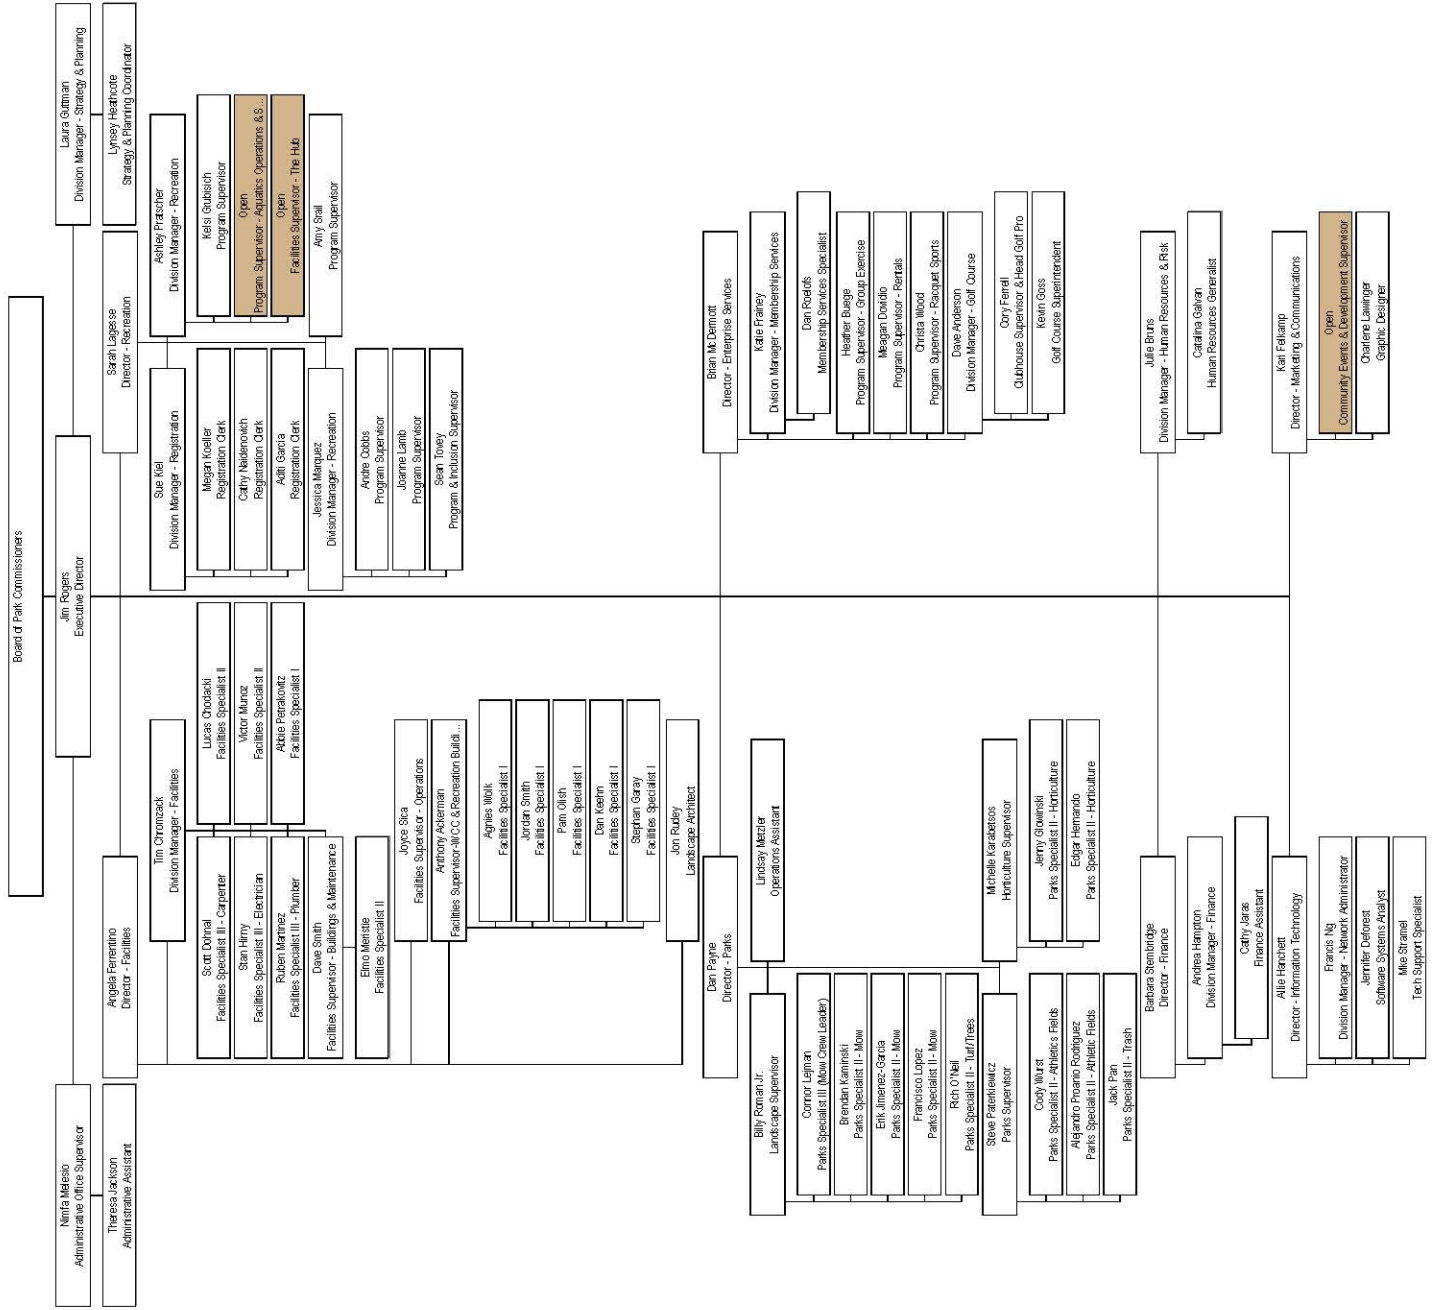 Board of Park Commissioners
Nimfa Melesio
Administrative Office Supervisor
Jim Rogers
Executive Director
Laura Guttman
Division Manager - Strategy & Planning
Theresa Jackson
Administrative Assistant
Lynsey Heathcote
Strategy & Planning Coordinator
Angela Ferrentino
Director - Facilities
Sarah Lagesse
Director - Recreation
Tim Chromzack
Division Manager - Facilities
Scott Dohnal
Facilities Specialist III - Carpenter
Lucas Chodacki
Facilities Specialist II
Stan Hirny
Facilities Specialist III - Electrician
Victor Munoz
Facilities Specialist II
Ruben Martinez
Facilities Specialist III - Plumber
Abbie Petrakovitz
Facilities Specialist I
Dave Smith
Facilities Supervisor - Buildings & Maintenance
Elmo Meristie
Facilities Specialist II
Joyce Sica
Facilities Supervisor - Operations
Anthony Ackerman
Facilities Supervisor-WCC & Recreation Buildi...
Agnies Wolk
Facilities Specialist I
Jordan Smith
Facilities Specialist I
Pam Olish
Facilities Specialist I
Dan Keehn
Facilities Specialist I
Stephan Garay
Facilities Specialist I
Jon Rudey
Landscape Architect
Sue Kiel
Division Manager - Registration
Megan Koeller
Registration Clerk
Cathy Naidenovich
Registration Clerk
Aditi Garcia
Registration Clerk
Ashley Pratscher
Division Manager - Recreation
Kelsi Grubisich
Program Supervisor
Open
Program Supervisor - Aquatics Operations & S...
Open
Facilities Supervisor - The Hub
Jessica Marquez
Division Manager - Recreation
Andre Cobbs
Program Supervisor
Joanne Lamb
Program Supervisor
Sean Tovey
Program & Inclusion Supervisor
Amy Srail
Program Supervisor
Dan Payne
Director - Parks
Billy Roman Jr.
Landscape Supervisor
Connor Lejman
Parks Specialist III (Mow Crew Leader)
Brendan Kaminski
Parks Specialist II - Mow
Erik Jimenez-Garcia
Parks Specialist II - Mow
Francisco Lopez
Parks Specialist II - Mow
Rich O'Neil
Parks Specialist II - Turf/Trees
Lindsay Metzler
Operations Assistant
Steve Paterkiewicz
Parks Supervisor
Cody Wurst
Parks Specialist II - Athletics Fields
Alejandro Proanio Rodriguez
Parks Specialist II - Athletic Fields
Jack Pan
Parks Specialist II - Trash
Michelle Karabetsos
Horticulture Supervisor
Jenny Glowinski
Parks Specialist II - Horticulture
Edgar Hernando
Parks Specialist II - Horticulture
Brian McDermott
Director - Enterprise Services
Katie Frainey
Division Manager - Membership Services
Dan Roelofs
Membership Services Specialist
Heather Buege
Program Supervisor - Group Exercise
Meagan Dovidio
Program Supervisor - Rentals
Christa Wood
Program Supervisor - Racquet Sports
Dave Anderson
Division Manager - Golf Course
Cory Ferrell
Clubhouse Supervisor & Head Golf Pro
Kevin Goss
Golf Course Superintendent
Barbara Stembridge
Director - Finance
Andrea Hampton
Division Manager - Finance
Cathy Jaras
Finance Assistant
Julie Bruns
Division Manager - Human Resources & Risk
Catalina Galvan
Human Resources Generalist
Allie Hanchett
Director - Information Technology
Francis Ng
Division Manager - Network Administrator
Jennifer Deforest
Software Systems Analyst
Mike Stramel
Tech Support Specialist
Karl Felkamp
Director - Marketing & Communications
Open
Community Events & Development Supervisor
Charlene Lawinger
Graphic Designer